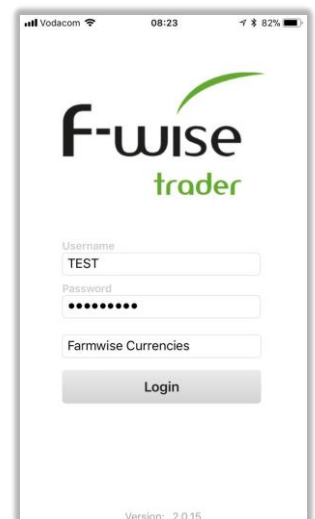 Vodacom 08:23 82%
F-wise
trader
Username
TEST
Password
•••••••••
Farmwise Currencies
Login
Version: 2.0.15